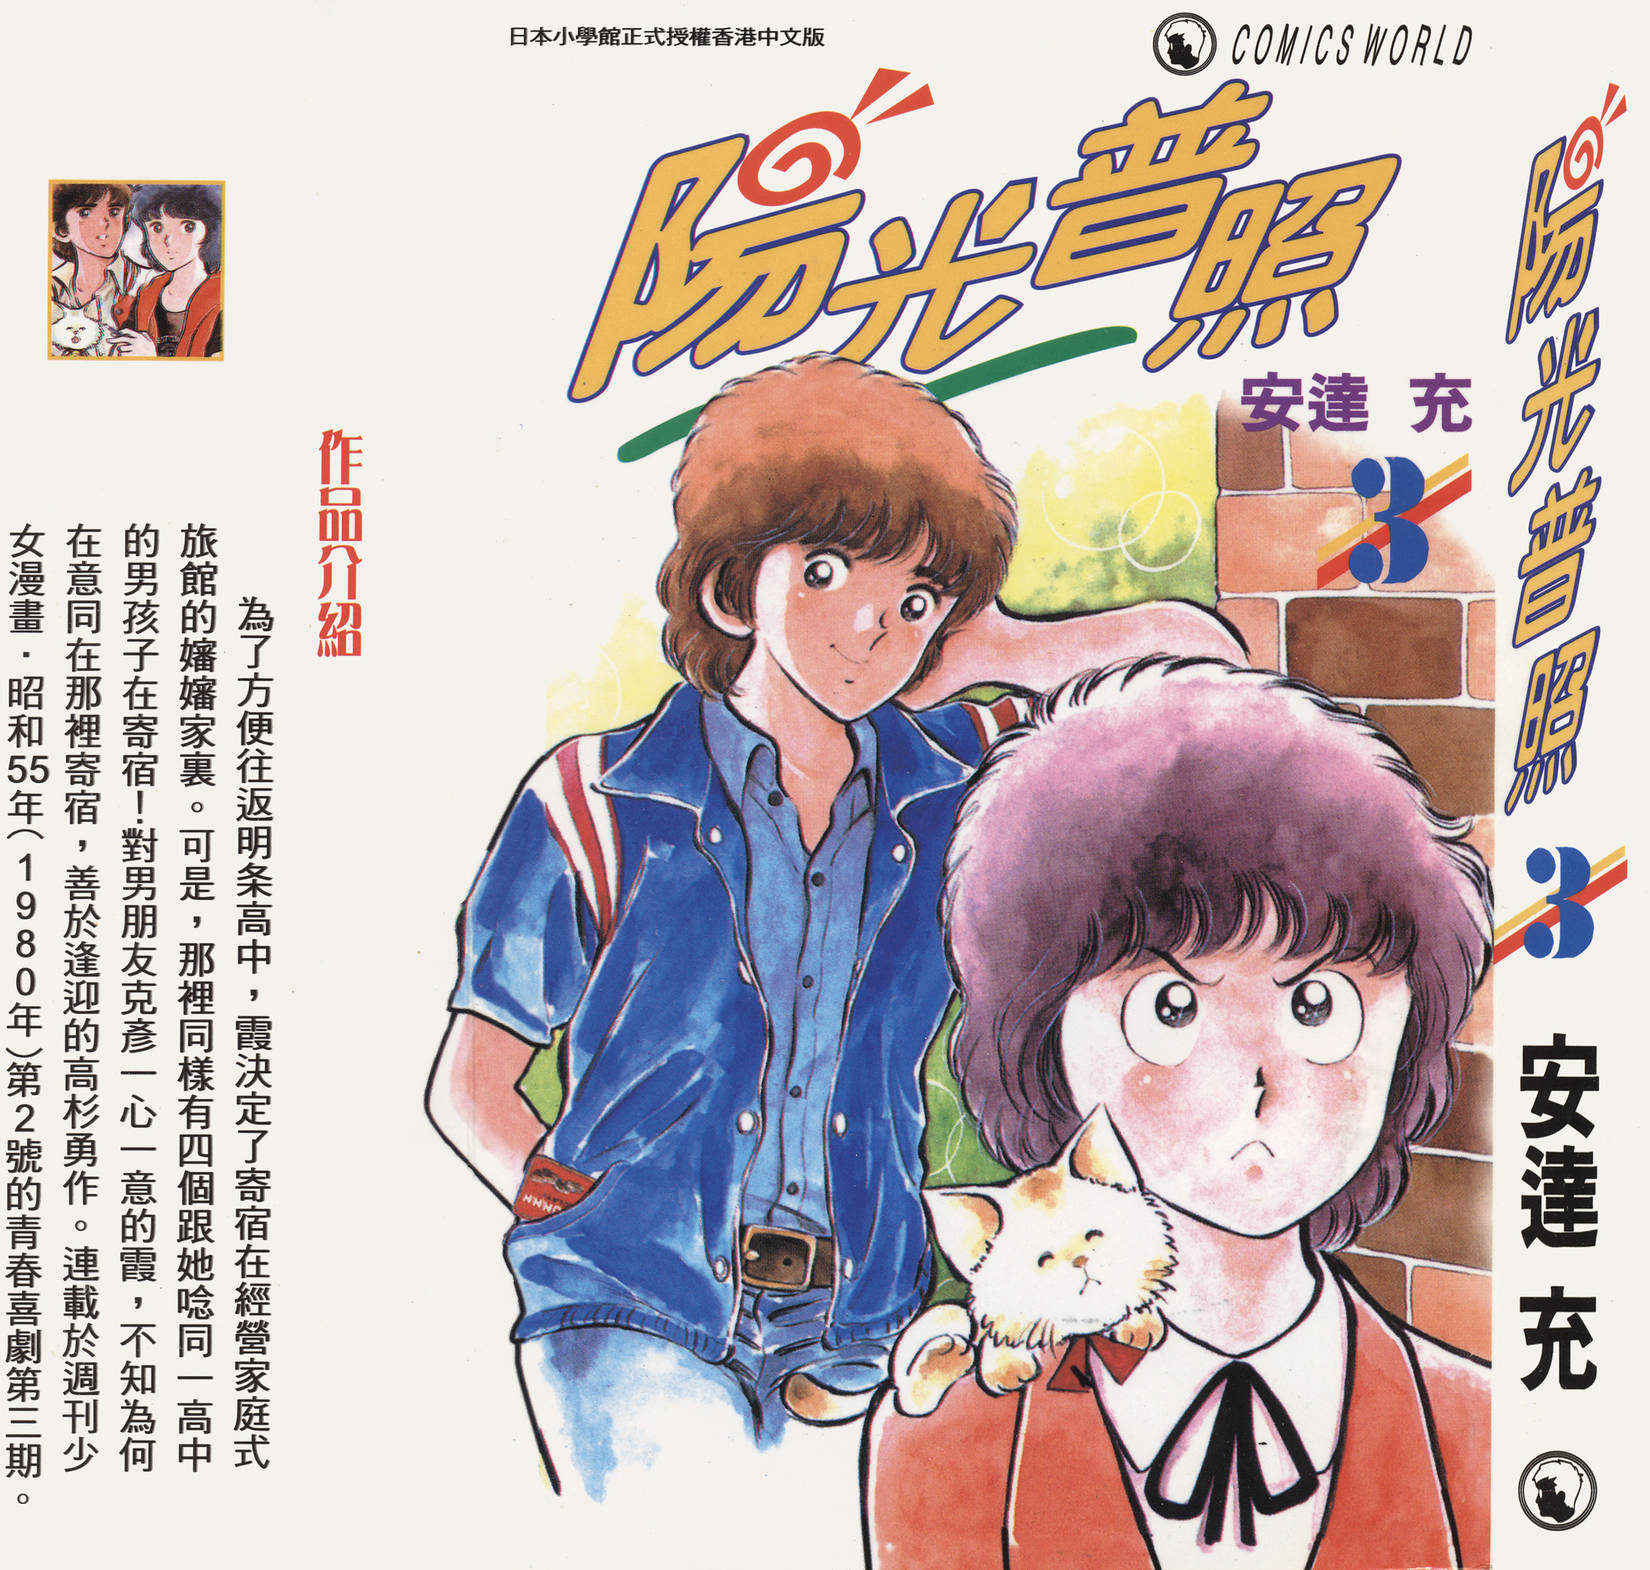 日本小學館正式授權香港中文版
COMICS WORLD
陽光普照
安達 充
3
陽光普照
3
安達 充
作品介紹
為了方便往返明条高中，霞決定了寄宿在經營家庭式
旅館的嬸嬸家裏。可是，那裡同樣有四個跟她唸同一高中
的男孩子在寄宿！對男朋友克彥一心一意的霞，不知為何
在意同在那裡寄宿，善於逢迎的高杉勇作。連載於週刊少
女漫畫．昭和55年（1980年）第2號的青春喜劇第三期。